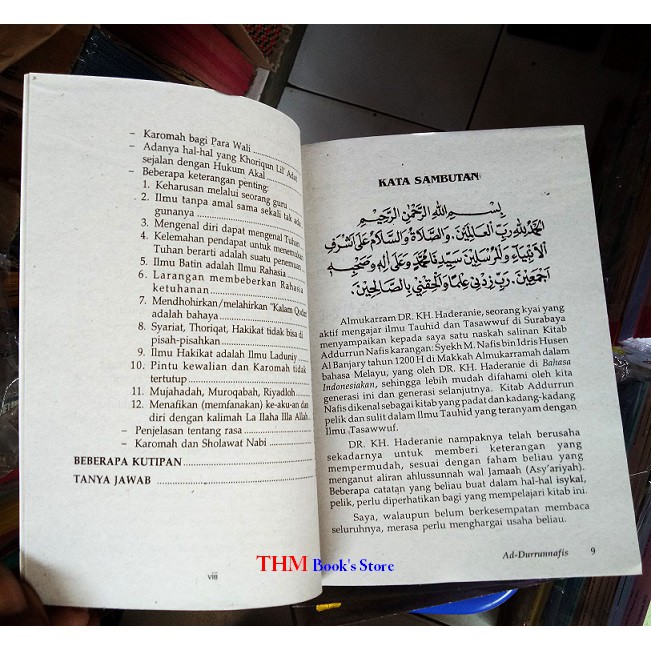 – Karomah bagi Para Wali
– Adanya hal-hal yang Khoriqun Lil' Adat
sejalan dengan Hukum Akal
– Beberapa keterangan penting:
1. Keharusan melalui seorang guru
2. Ilmu tanpa amal sama sekali tak ada
gunanya
3. Mengenal diri dapat mengenal Tuhan
4. Kelemahan pendapat untuk menemukan
Tuhan berarti adalah suatu penemuan
5. Ilmu Batin adalah Ilmu Rahasia
6. Larangan membeberkan Rahasia
ketuhanan
7. Mendhohirkan/melahirkan "Kalam Qodim"
adalah bahaya
8. Syariat, Thoriqat, Hakikat tidak bisa di
pisah-pisahkan
9. Ilmu Hakikat adalah Ilmu Laduniy
10. Pintu kewalian dan Karomah tidak
tertutup
11. Mujahadah, Muroqabah, Riyadloh
12. Menafikan (memfanakan) ke-aku-an dan
diri dengan kalimah La Ilaha Illa Allah
– Penjelasan tentang rasa
– Karomah dan Sholawat Nabi
BEBERAPA KUTIPAN
TANYA JAWAB
viii
KATA SAMBUTAN
بِسْمِ اللهِ الرَّحْمٰنِ الرَّحِيْمِ
اَلْحَمْدُ لِلّٰهِ رَبِّ الْعَالَمِيْنَ. وَالصَّلَاةُ وَالسَّلَامُ عَلَى اَشْرَفِ
الْاَنْبِيَاءِ وَالْمُرْسَلِيْنَ سَيِّدِنَا مُحَمَّدٍ وَعَلَى اٰلِهِ وَصَحْبِهِ
اَجْمَعِيْنَ. رَبِّ زِدْنِيْ عِلْمًا وَاَلْحِقْنِيْ بِالصَّالِحِيْنَ.
Almukarram DR. KH. Haderanie, seorang kyai yang
aktif mengajar ilmu Tauhid dan Tasawwuf di Surabaya
menyampaikan kepada saya satu naskah salinan Kitab
Addurrun Nafis karangan: Syekh M. Nafis bin Idris Husen
Al Banjary tahun 1200 H di Makkah Almukarramah dalam
bahasa Melayu, yang oleh DR. KH. Haderanie di Bahasa
Indonesiakan, sehingga lebih mudah difahami oleh kita
generasi ini dan generasi selanjutnya. Kitab Addurrun
Nafis dikenal sebagai kitab yang padat dan kadang-kadang
pelik dan sulit dalam Ilmu Tauhid yang teranyam dengan
Ilmu Tasawwuf.
DR. KH. Haderanie nampaknya telah berusaha
sekadarnya untuk memberi keterangan yang
mempermudah, sesuai dengan faham beliau yang
menganut aliran ahlussunnah wal Jamaah (Asy'ariyah).
Beberapa catatan yang beliau buat dalam hal-hal isykal,
pelik, perlu diperhatikan bagi yang mempelajari kitab ini.
Saya, walaupun belum berkesempatan membaca
seluruhnya, merasa perlu menghargai usaha beliau.
Ad-Durrunnafis 9
THM Book's Store